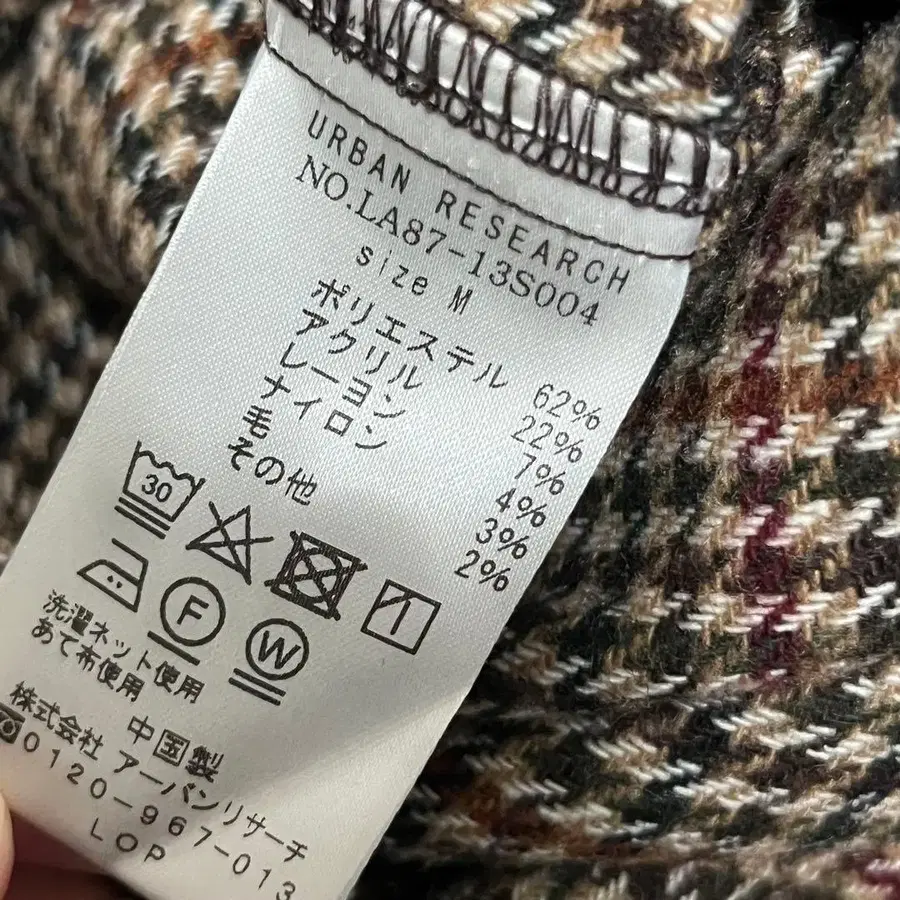 URBAN RESEARCH
NO.LA87-13S004
size M
ポリエステル 62%
アクリル 22%
レーヨン 7%
ナイロン 4%
毛 3%
その他 2%
30
F
W
洗濯ネット使用
あて布使用
中国製
株式会社 アーバンリサーチ
0120-967-013
LOP